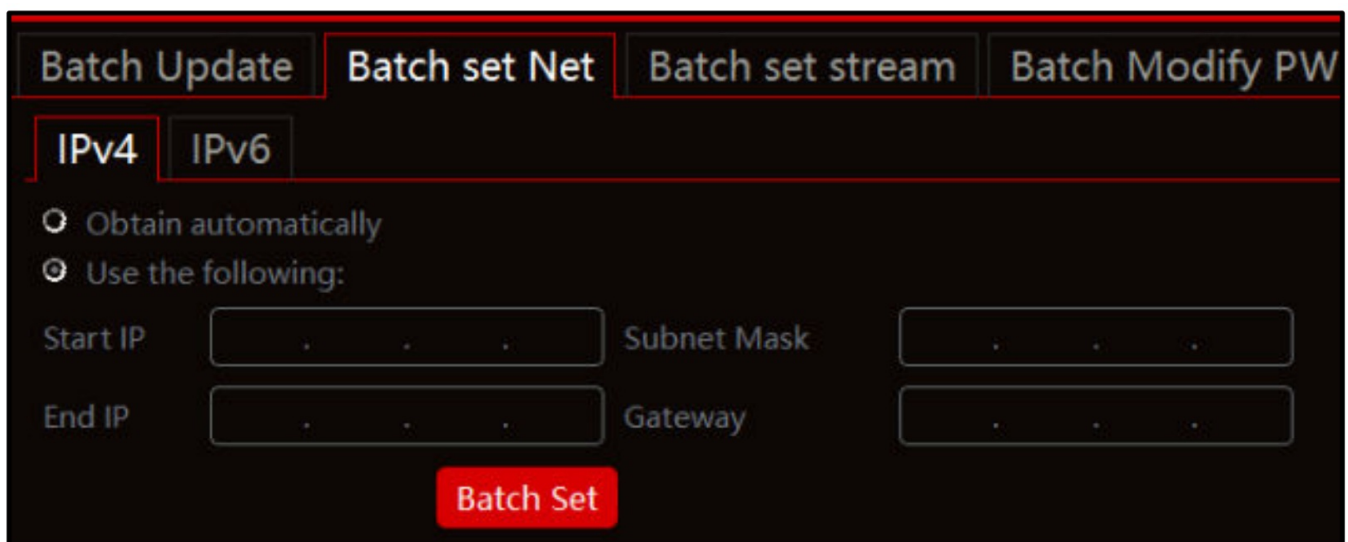 Batch Update Batch set Net Batch set stream Batch Modify PW
IPv4 IPv6
Obtain automatically
Use the following:
Start IP . . . Subnet Mask . . .
End IP . . . Gateway . . .
Batch Set